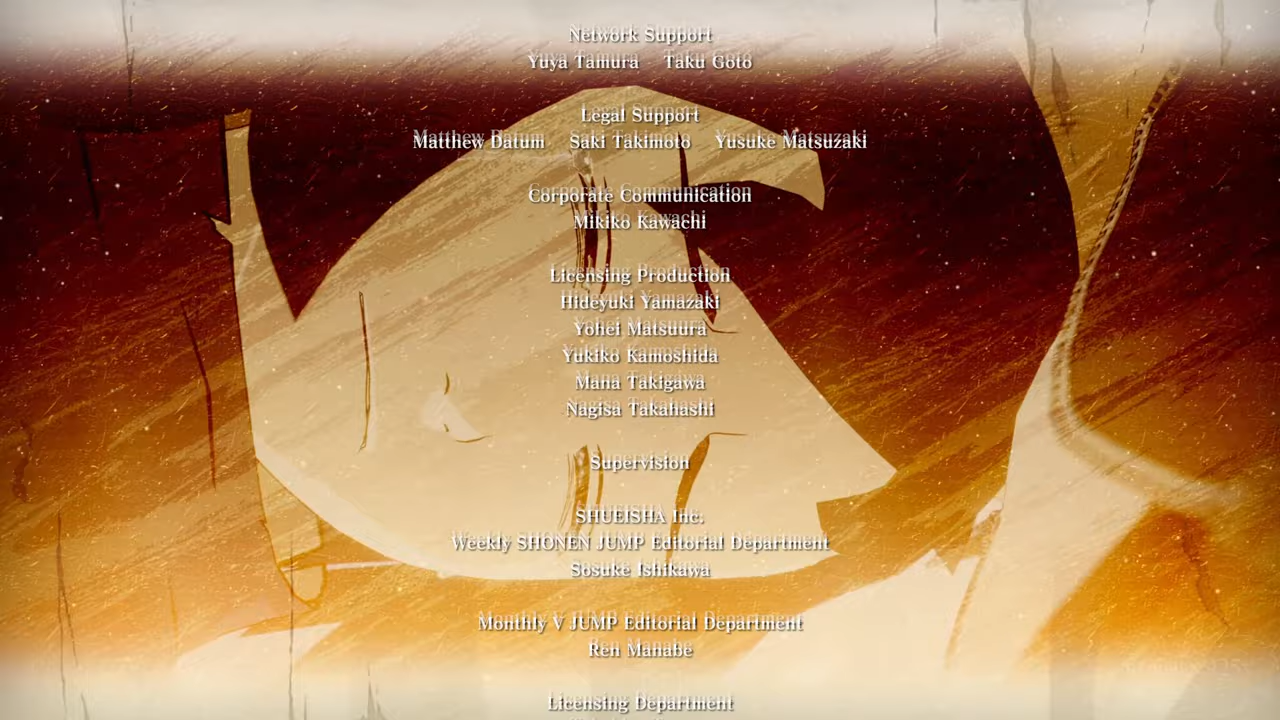 Network Support
Yuya Tamura Taku Goto
Legal Support
Matthew Datum Saki Takimoto Yusuke Matsuzaki
Corporate Communication
Mikiko Kawachi
Licensing Production
Hideyuki Yamazaki
Yohei Matsuura
Yukiko Kamoshida
Mana Takigawa
Nagisa Takahashi
Supervision
SHUEISHA Inc.
Weekly SHONEN JUMP Editorial Department
Sosuke Ishikawa
Monthly V JUMP Editorial Department
Ren Manabe
Licensing Department